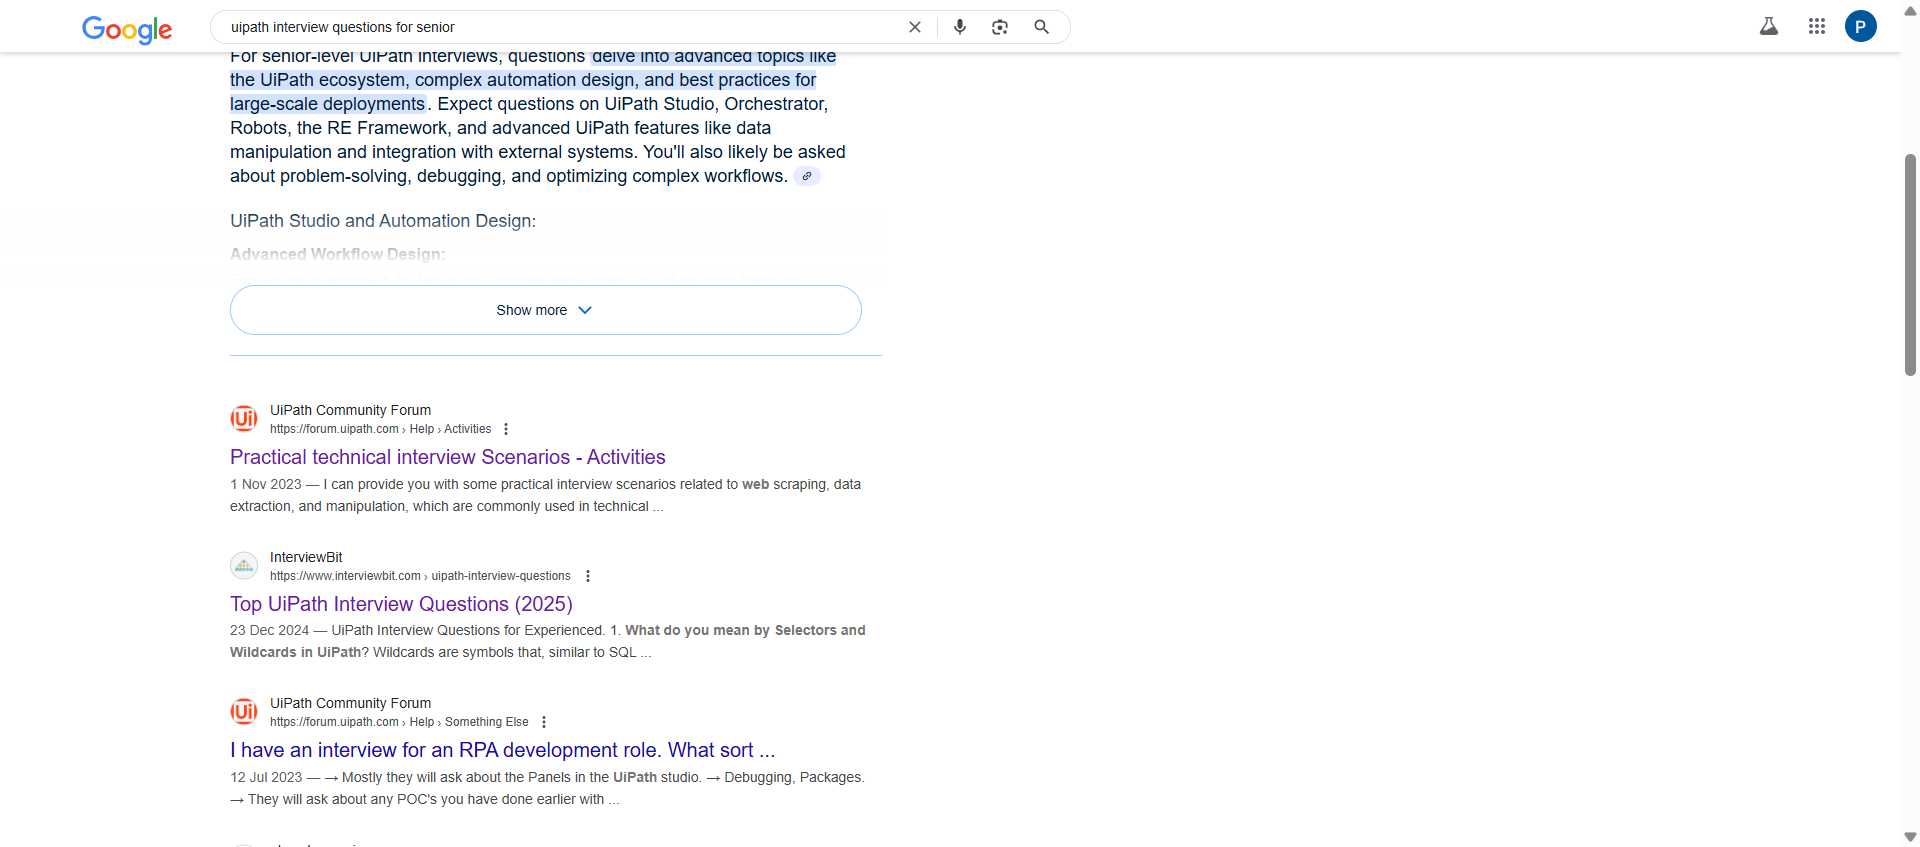 Google
uipath interview questions for senior
P
For senior-level UiPath interviews, questions delve into advanced topics like
the UiPath ecosystem, complex automation design, and best practices for
large-scale deployments. Expect questions on UiPath Studio, Orchestrator,
Robots, the RE Framework, and advanced UiPath features like data
manipulation and integration with external systems. You'll also likely be asked
about problem-solving, debugging, and optimizing complex workflows.
UiPath Studio and Automation Design:
Advanced Workflow Design:
Show more
Ui
UiPath Community Forum
https://forum.uipath.com › Help › Activities
Practical technical interview Scenarios - Activities
1 Nov 2023 — I can provide you with some practical interview scenarios related to web scraping, data
extraction, and manipulation, which are commonly used in technical ...
InterviewBit
https://www.interviewbit.com › uipath-interview-questions
Top UiPath Interview Questions (2025)
23 Dec 2024 — UiPath Interview Questions for Experienced. 1. What do you mean by Selectors and
Wildcards in UiPath? Wildcards are symbols that, similar to SQL ...
Ui
UiPath Community Forum
https://forum.uipath.com › Help › Something Else
I have an interview for an RPA development role. What sort ...
12 Jul 2023 — → Mostly they will ask about the Panels in the UiPath studio. → Debugging, Packages.
→ They will ask about any POC's you have done earlier with ...